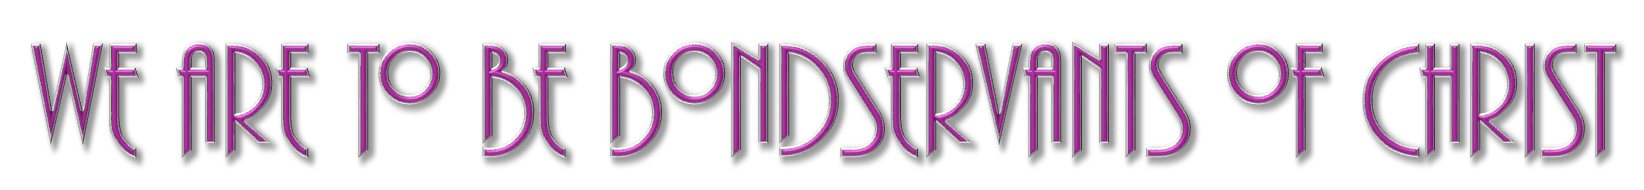 WE ARE TO BE BONDSERVANTS OF CHRIST